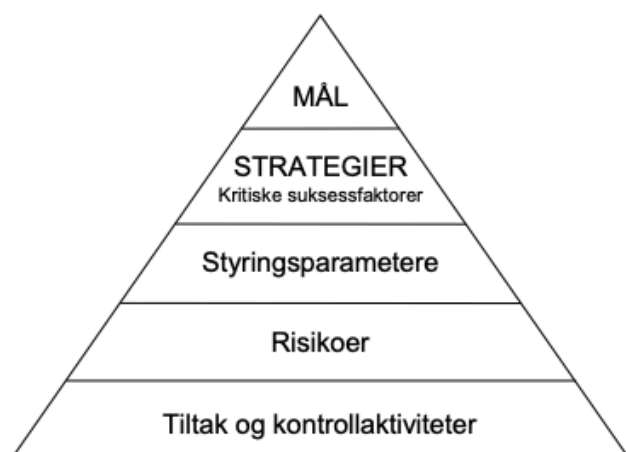 MÅL
STRATEGIER
Kritiske suksessfaktorer
Styringsparametere
Risikoer
Tiltak og kontrollaktiviteter